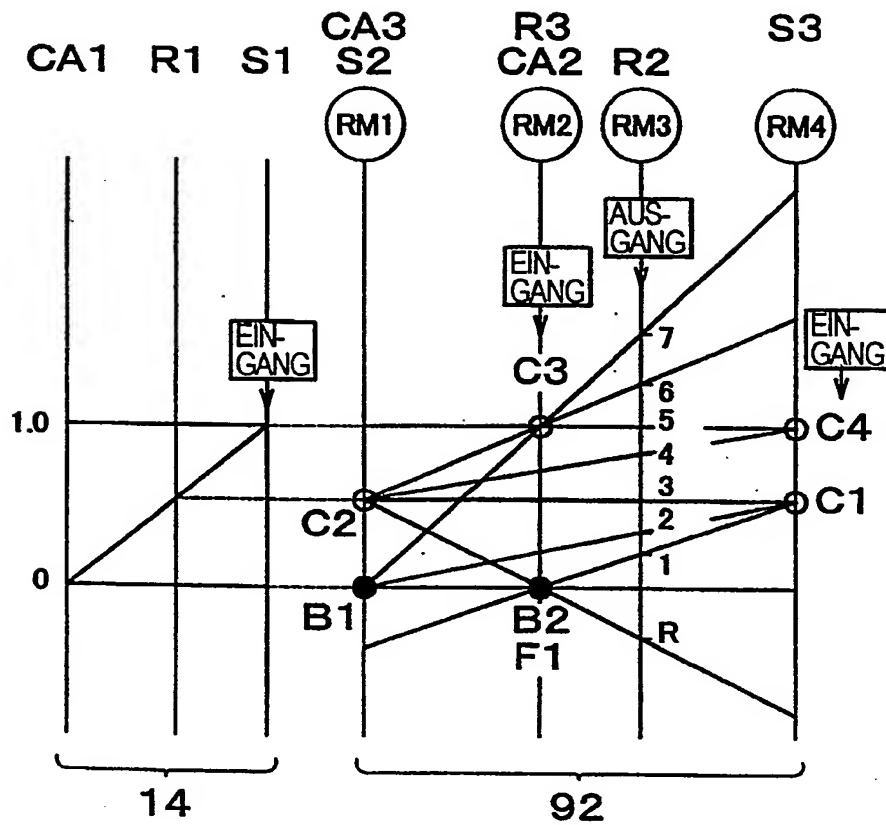 CA3 R3 S3
CA1 R1 S1 S2 CA2 R2
RM1 RM2 RM3 RM4
AUS-
GANG
EIN-
GANG
EIN-
GANG
EIN-
GANG
7
C3
6
1.0
5
C4
4
3
C1
C2
2
1
0
B1
B2
F1
R
14
92